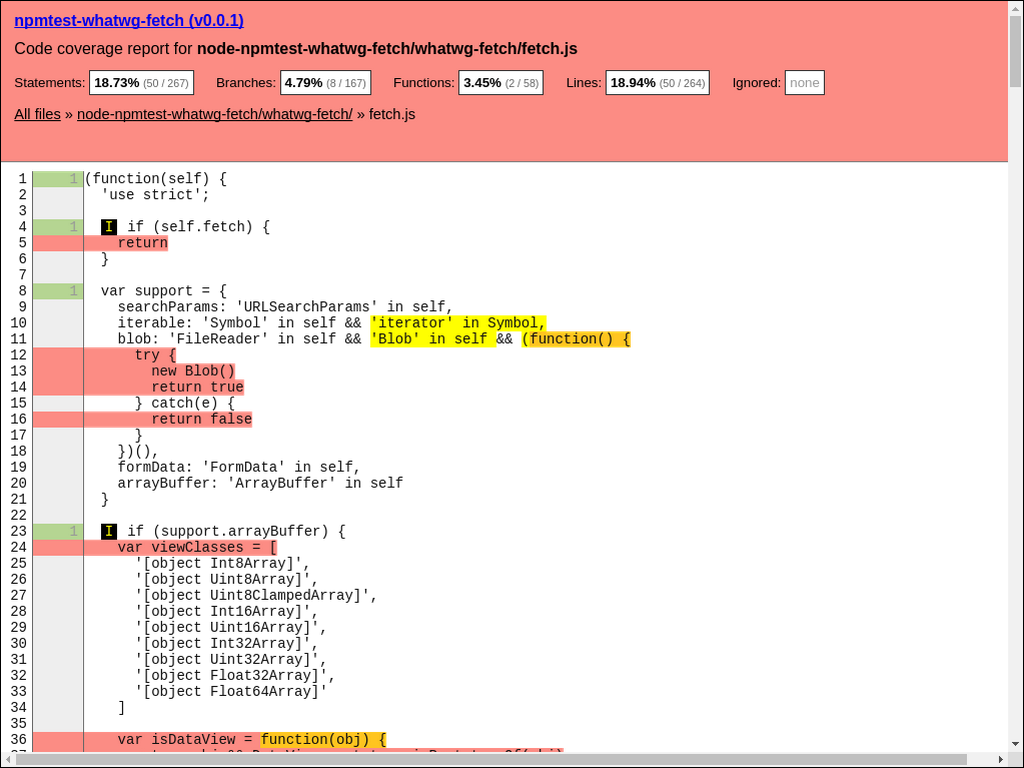 npmtest-whatwg-fetch (v0.0.1)
Code coverage report for node-npmtest-whatwg-fetch/whatwg-fetch/fetch.js
Statements: 18.73% (50 / 267) Branches: 4.79% (8 / 167) Functions: 3.45% (2 / 58) Lines: 18.94% (50 / 264) Ignored: none
All files » node-npmtest-whatwg-fetch/whatwg-fetch/ » fetch.js
1 1 (function(self) {
2 'use strict';
3
4 1 I if (self.fetch) {
5 return
6 }
7
8 1 var support = {
9 searchParams: 'URLSearchParams' in self,
10 iterable: 'Symbol' in self && 'iterator' in Symbol,
11 blob: 'FileReader' in self && 'Blob' in self && (function() {
12 try {
13 new Blob()
14 return true
15 } catch(e) {
16 return false
17 }
18 })(),
19 formData: 'FormData' in self,
20 arrayBuffer: 'ArrayBuffer' in self
21 }
22
23 1 I if (support.arrayBuffer) {
24 var viewClasses = [
25 '[object Int8Array]',
26 '[object Uint8Array]',
27 '[object Uint8ClampedArray]',
28 '[object Int16Array]',
29 '[object Uint16Array]',
30 '[object Int32Array]',
31 '[object Uint32Array]',
32 '[object Float32Array]',
33 '[object Float64Array]'
34 ]
35
36 var isDataView = function(obj) {